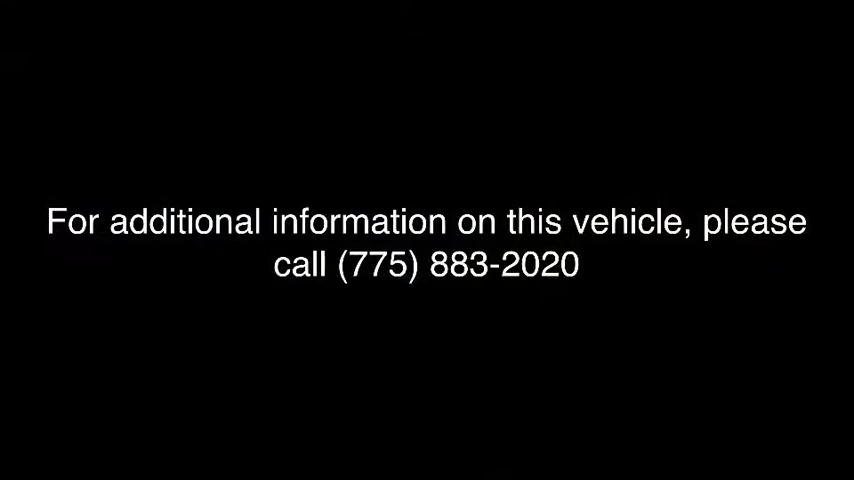 For additional information on this vehicle, please
call (775) 883-2020